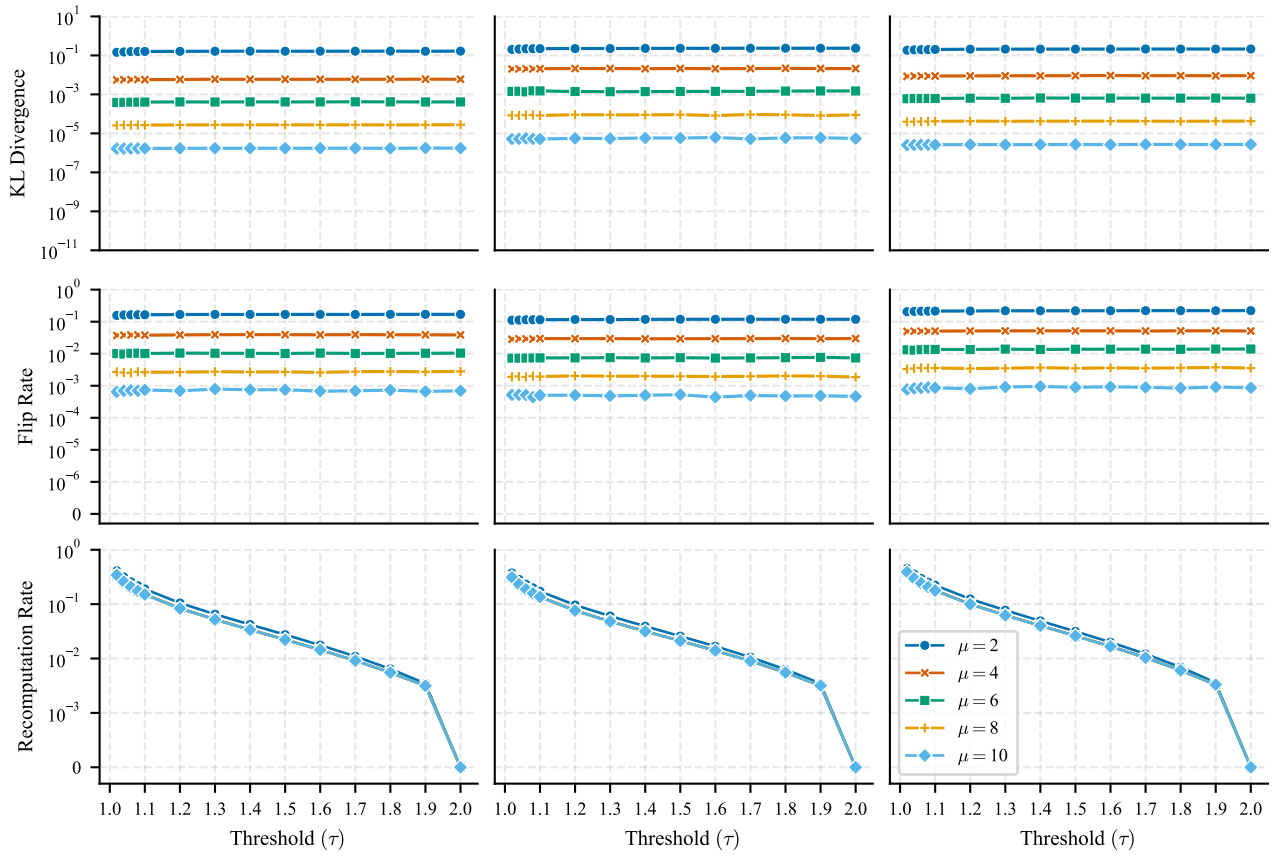 KL Divergence
10^1
10^-1
10^-3
10^-5
10^-7
10^-9
10^-11
Flip Rate
10^0
10^-1
10^-2
10^-3
10^-4
10^-5
10^-6
0
Recomputation Rate
10^0
10^-1
10^-2
10^-3
0
μ = 2
μ = 4
μ = 6
μ = 8
μ = 10
1.0 1.1 1.2 1.3 1.4 1.5 1.6 1.7 1.8 1.9 2.0
1.0 1.1 1.2 1.3 1.4 1.5 1.6 1.7 1.8 1.9 2.0
1.0 1.1 1.2 1.3 1.4 1.5 1.6 1.7 1.8 1.9 2.0
Threshold (τ)
Threshold (τ)
Threshold (τ)